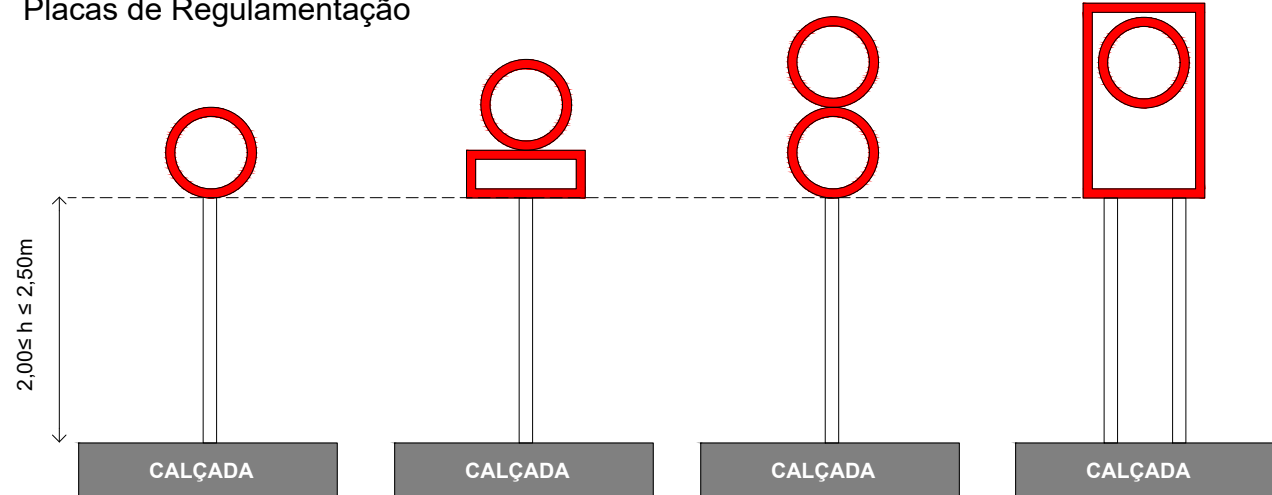 Placas de Regulamentação
2,00≤ h ≤ 2,50m
CALÇADA
CALÇADA
CALÇADA
CALÇADA